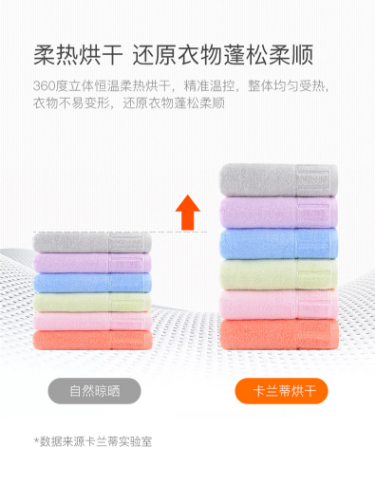 柔热烘干 还原衣物蓬松柔顺
360度立体恒温柔热烘干，精准温控，整体均匀受热，
衣物不易变形，还原衣物蓬松柔顺
自然晾晒
卡兰蒂烘干
*数据来源卡兰蒂实验室